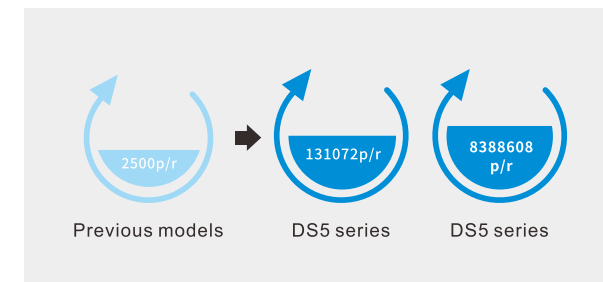 2500p/r
131072p/r
8388608
p/r
Previous models
DS5 series
DS5 series